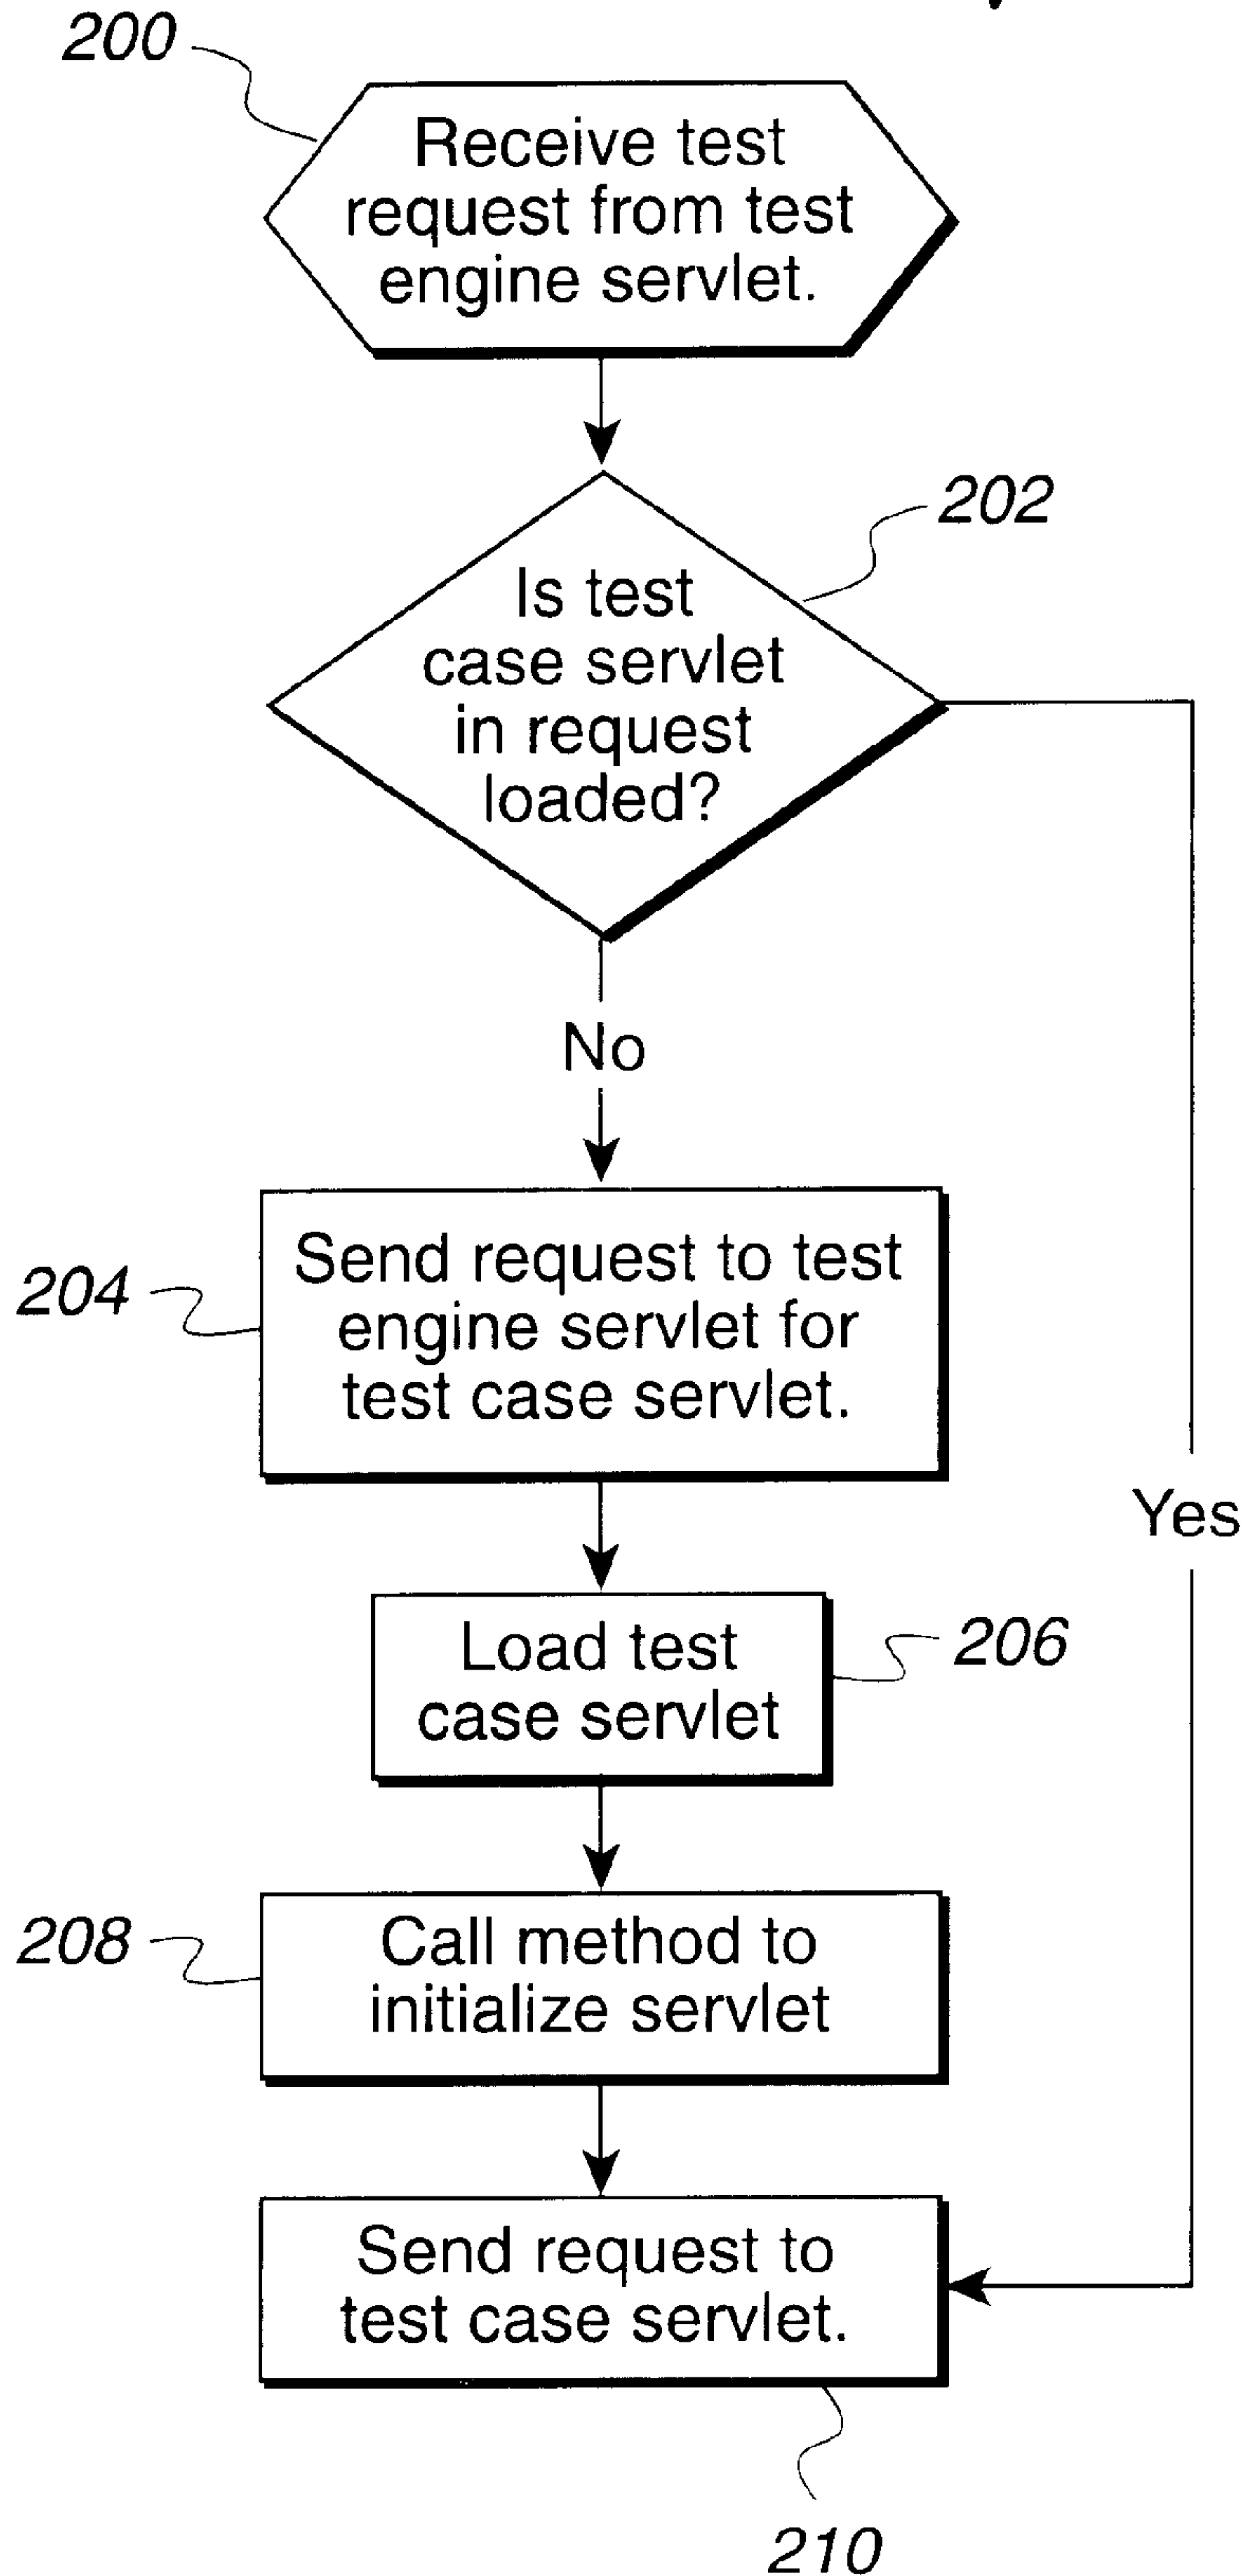 200
Receive test
request from test
engine servlet.
202
Is test
case servlet
in request
loaded?
No
204
Send request to test
engine servlet for
test case servlet.
Yes
Load test
case servlet
206
208
Call method to
initialize servlet
Send request to
test case servlet.
210